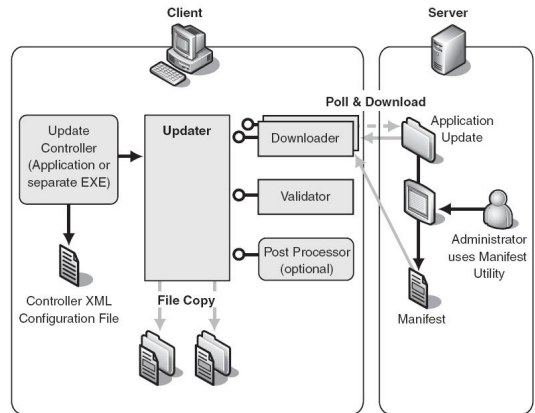 Client
Server
Poll & Download
Update
Controller
(Application or
separate EXE)
Updater
Downloader
Application
Update
Validator
Administrator
uses Manifest
Utility
Post Processor
(optional)
Controller XML
Configuration File
File Copy
Manifest